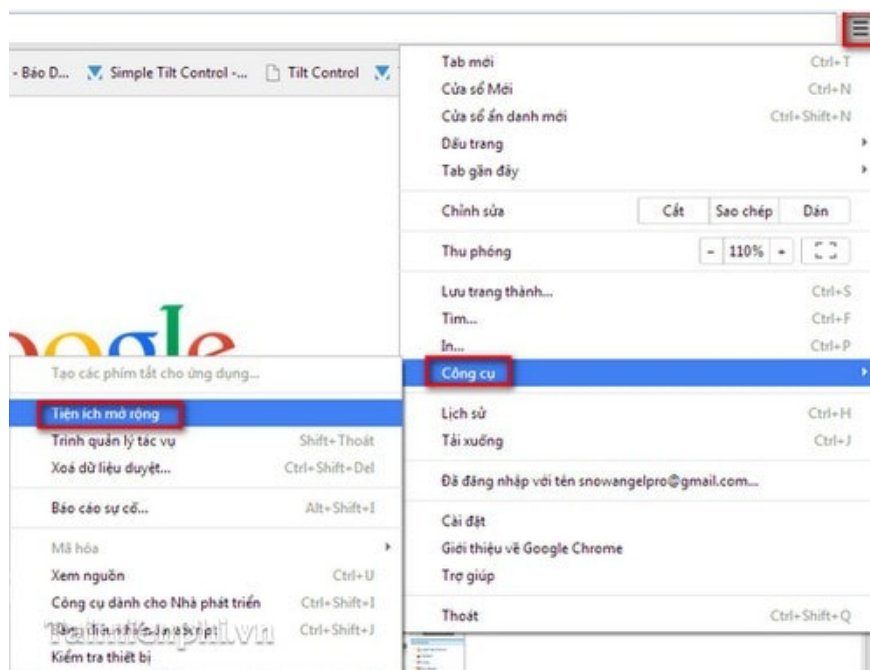 - Báo D... Simple Tilt Control -... Tilt Control
Tab mới Ctrl+T
Cửa sổ Mới Ctrl+N
Cửa sổ ẩn danh mới Ctrl+Shift+N
Dấu trang
Tab gần đây
Chỉnh sửa Cắt Sao chép Dán
Thu phóng - 110% +
Lưu trang thành... Ctrl+S
Tìm... Ctrl+F
In... Ctrl+P
Công cụ
Lịch sử Ctrl+H
Tải xuống Ctrl+J
Đã đăng nhập với tên snowangelpro@gmail.com...
Cài đặt
Giới thiệu về Google Chrome
Trợ giúp
Thoát Ctrl+Shift+Q
oogle
Tạo các phím tắt cho ứng dụng...
Tiện ích mở rộng
Trình quản lý tác vụ Shift+Thoát
Xoá dữ liệu duyệt... Ctrl+Shift+Del
Báo cáo sự cố... Alt+Shift+I
Mã hóa
Xem nguồn Ctrl+U
Công cụ dành cho Nhà phát triển Ctrl+Shift+I
Ctrl+Shift+J
Taimienphi.vn
Kiểm tra thiết bị